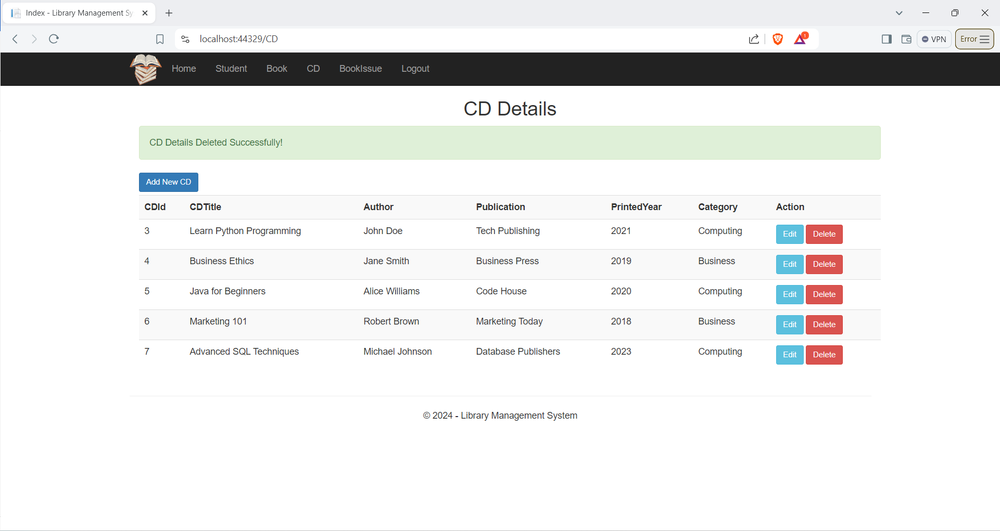 Index - Library Management Sy
localhost:44329/CD
1
VPN
Error
Home Student Book CD BookIssue Logout
CD Details
CD Details Deleted Successfully!
Add New CD
CDId CDTitle Author Publication PrintedYear Category Action
3 Learn Python Programming John Doe Tech Publishing 2021 Computing Edit Delete
4 Business Ethics Jane Smith Business Press 2019 Business Edit Delete
5 Java for Beginners Alice Williams Code House 2020 Computing Edit Delete
6 Marketing 101 Robert Brown Marketing Today 2018 Business Edit Delete
7 Advanced SQL Techniques Michael Johnson Database Publishers 2023 Computing Edit Delete
© 2024 - Library Management System